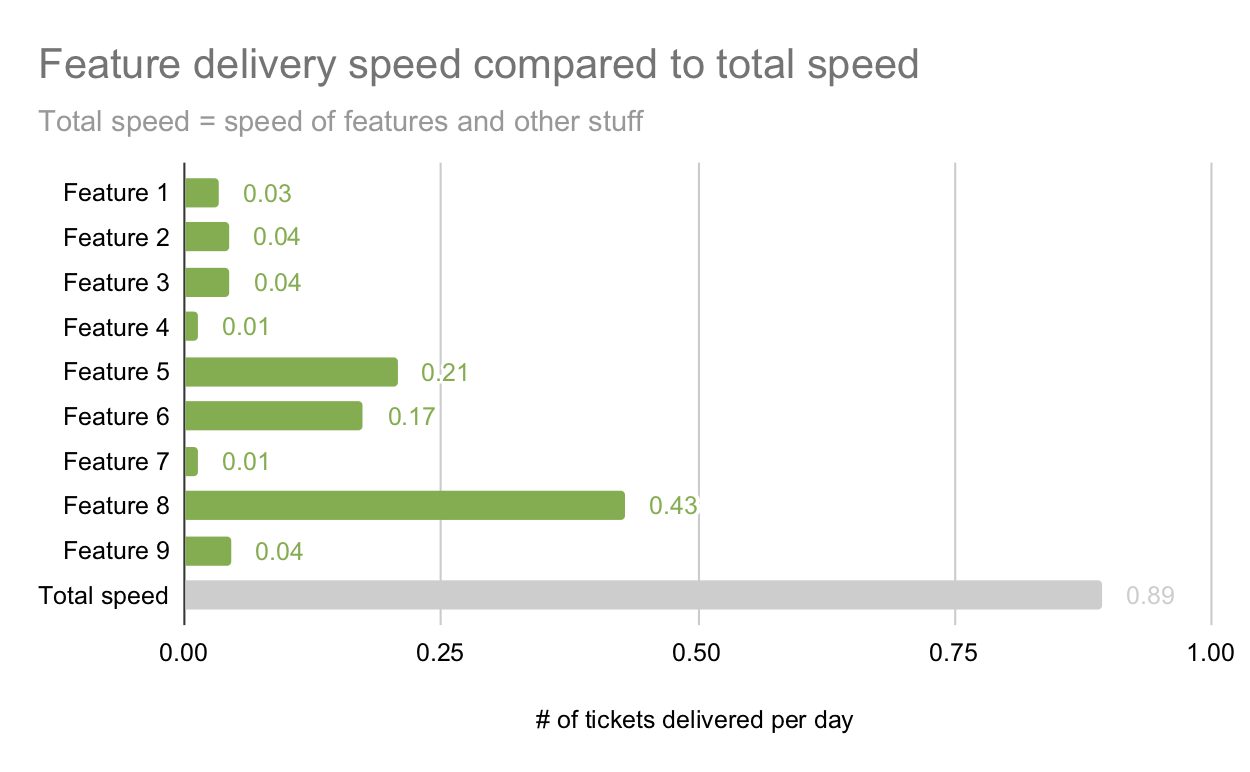 Feature delivery speed compared to total speed
Total speed = speed of features and other stuff
Feature 1 0.03
Feature 2 0.04
Feature 3 0.04
Feature 4 0.01
Feature 5 0.21
Feature 6 0.17
Feature 7 0.01
Feature 8 0.43
Feature 9 0.04
Total speed 0.89
0.00 0.25 0.50 0.75 1.00
# of tickets delivered per day